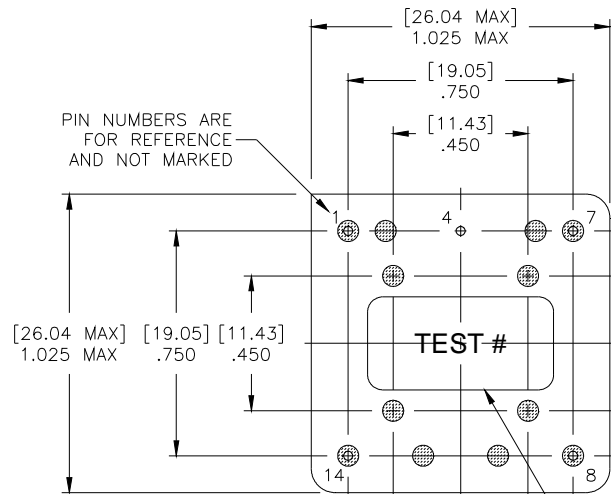 [26.04 MAX]
1.025 MAX
[19.05]
.750
[11.43]
.450
PIN NUMBERS ARE
FOR REFERENCE
AND NOT MARKED
1
4
7
[26.04 MAX] [19.05] [11.43]
1.025 MAX .750 .450
TEST #
14
8